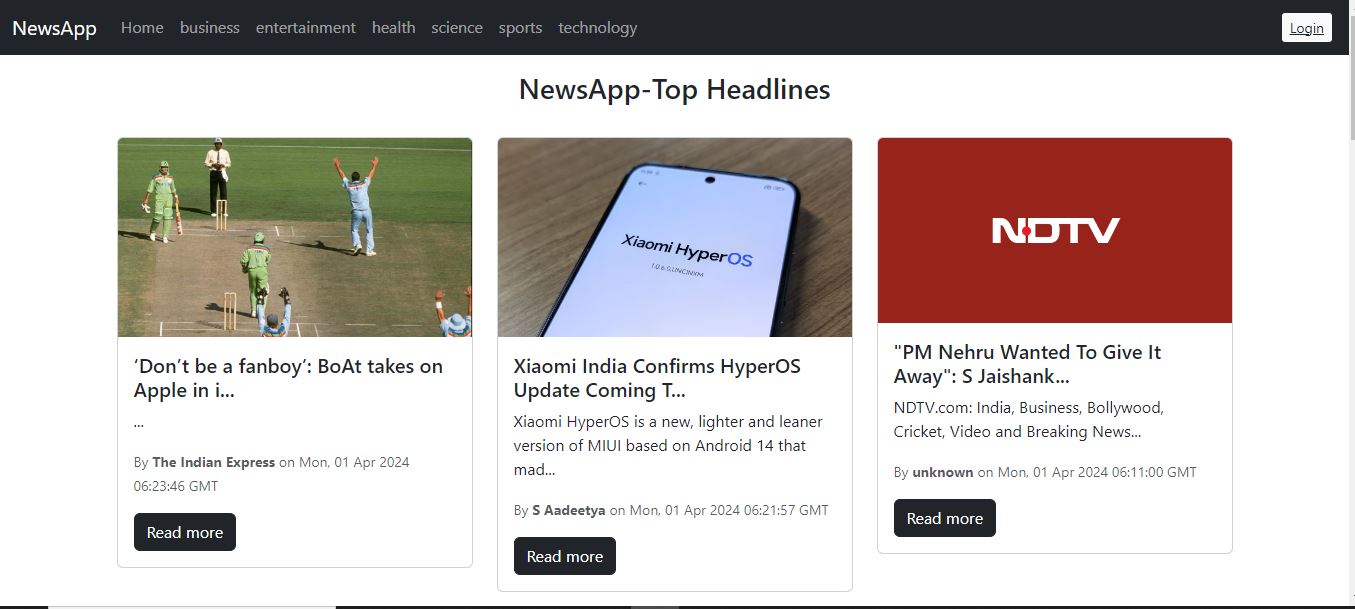 NewsApp Home business entertainment health science sports technology Login
NewsApp-Top Headlines
Xiaomi HyperOS
1.0.6.0.UNCINXM
NDTV
‘Don’t be a fanboy’: BoAt takes on
Apple in i...
...
By The Indian Express on Mon, 01 Apr 2024
06:23:46 GMT
Read more
Xiaomi India Confirms HyperOS
Update Coming T...
Xiaomi HyperOS is a new, lighter and leaner
version of MIUI based on Android 14 that
mad...
By S Aadeetya on Mon, 01 Apr 2024 06:21:57 GMT
Read more
"PM Nehru Wanted To Give It
Away": S Jaishank...
NDTV.com: India, Business, Bollywood,
Cricket, Video and Breaking News...
By unknown on Mon, 01 Apr 2024 06:11:00 GMT
Read more